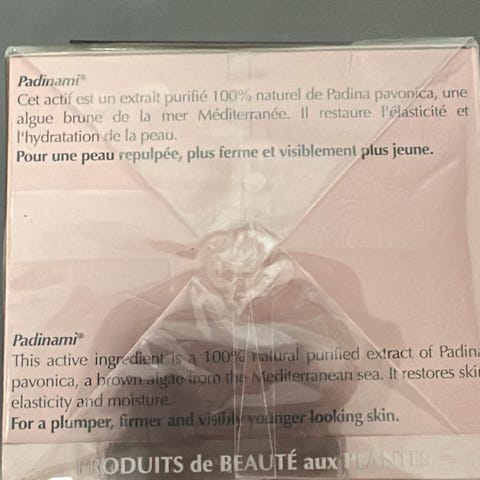 Padinami®
Cet actif est un extrait purifié 100% naturel de Padina pavonica, une
algue brune de la mer Méditerranée. Il restaure l'élasticité et
l'hydratation de la peau.
Pour une peau repulpée, plus ferme et visiblement plus jeune.
Padinami®
This active ingredient is a 100% natural purified extract of Padina
pavonica, a brown algae from the Mediterranean sea. It restores skin
elasticity and moisture.
For a plumper, firmer and visibly younger looking skin.
PRODUITS de BEAUTÉ aux PLANTES